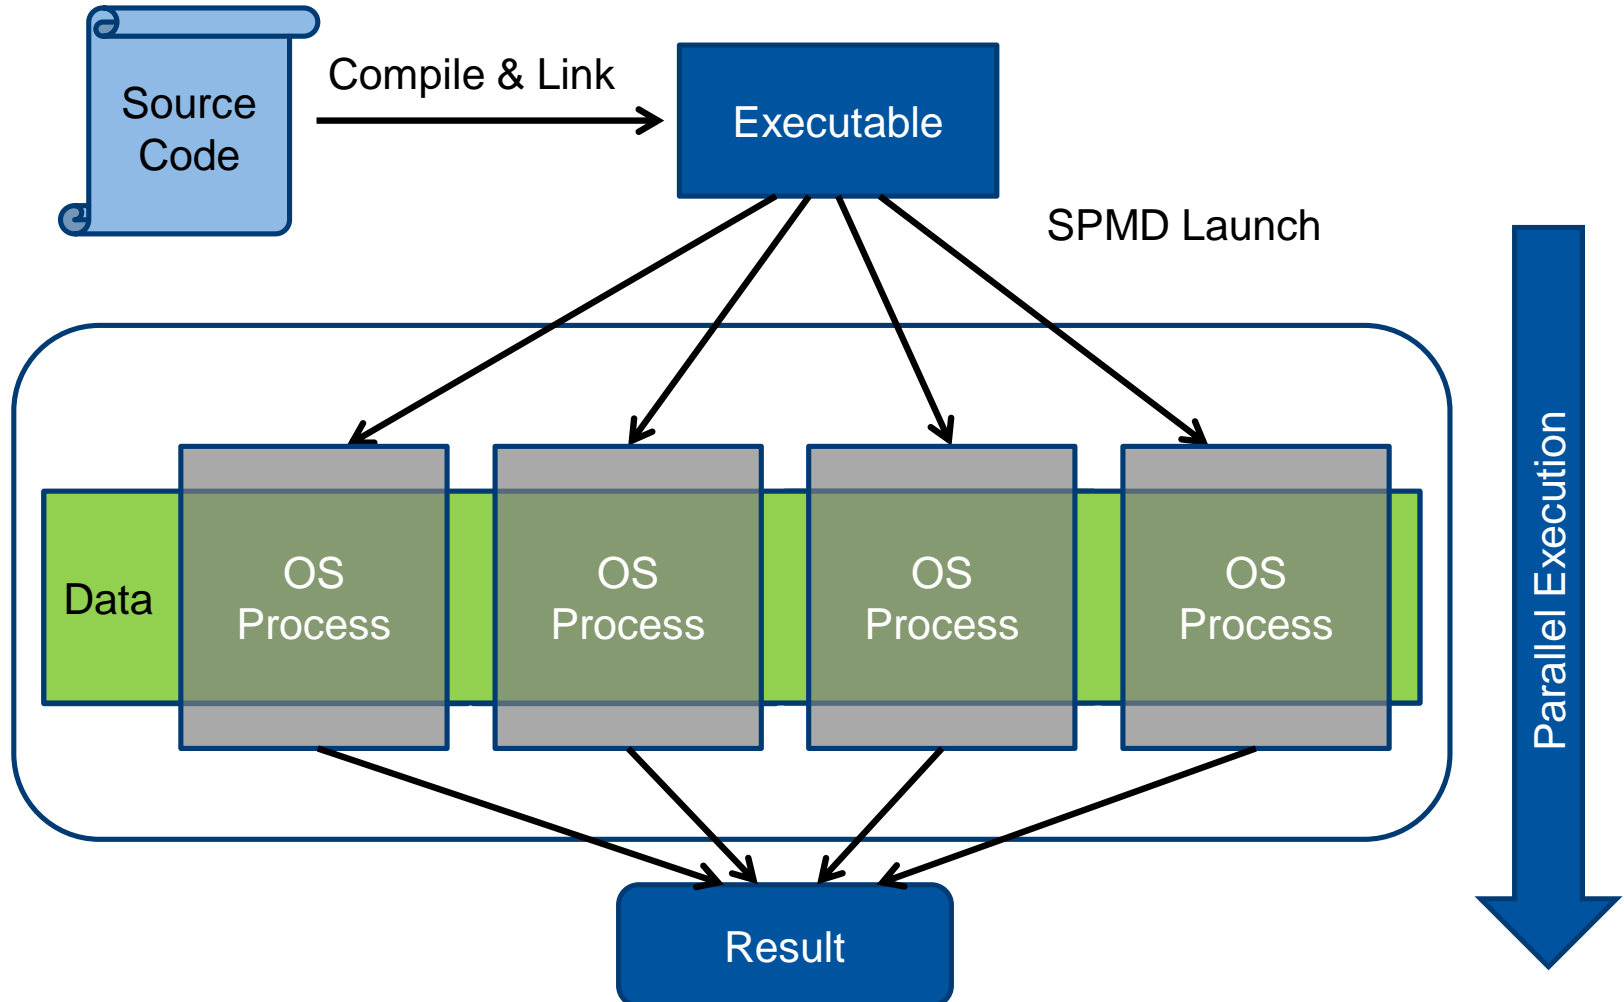 Source
Code
Compile & Link
Executable
SPMD Launch
Data
OS
Process
OS
Process
OS
Process
OS
Process
Parallel Execution
Result